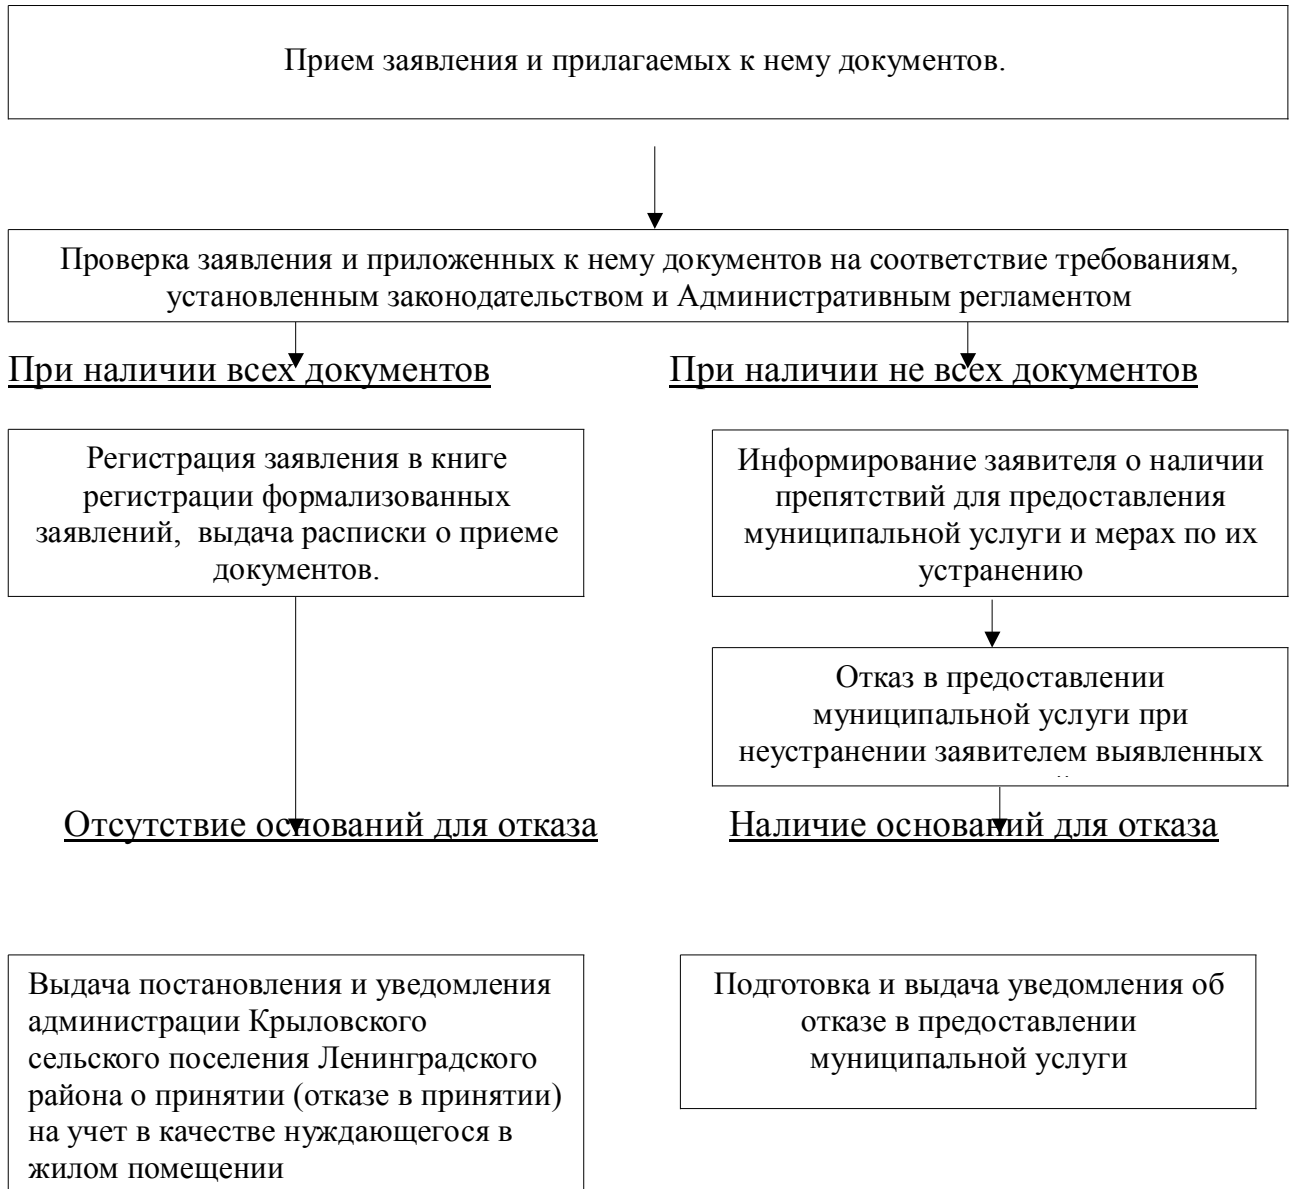 Прием заявления и прилагаемых к нему документов.
Проверка заявления и приложенных к нему документов на соответствие требованиям,
установленным законодательством и Административным регламентом
При наличии всех документов
При наличии не всех документов
Регистрация заявления в книге
регистрации формализованных
заявлений,  выдача расписки о приеме
документов.
Информирование заявителя о наличии
препятствий для предоставления
муниципальной услуги и мерах по их
устранению
Отказ в предоставлении
муниципальной услуги при
неустранении заявителем выявленных
Отсутствие оснований для отказа
Наличие оснований для отказа
Выдача постановления и уведомления
администрации Крыловского
сельского поселения Ленинградского
района о принятии (отказе в принятии)
на учет в качестве нуждающегося в
жилом помещении
Подготовка и выдача уведомления об
отказе в предоставлении
муниципальной услуги